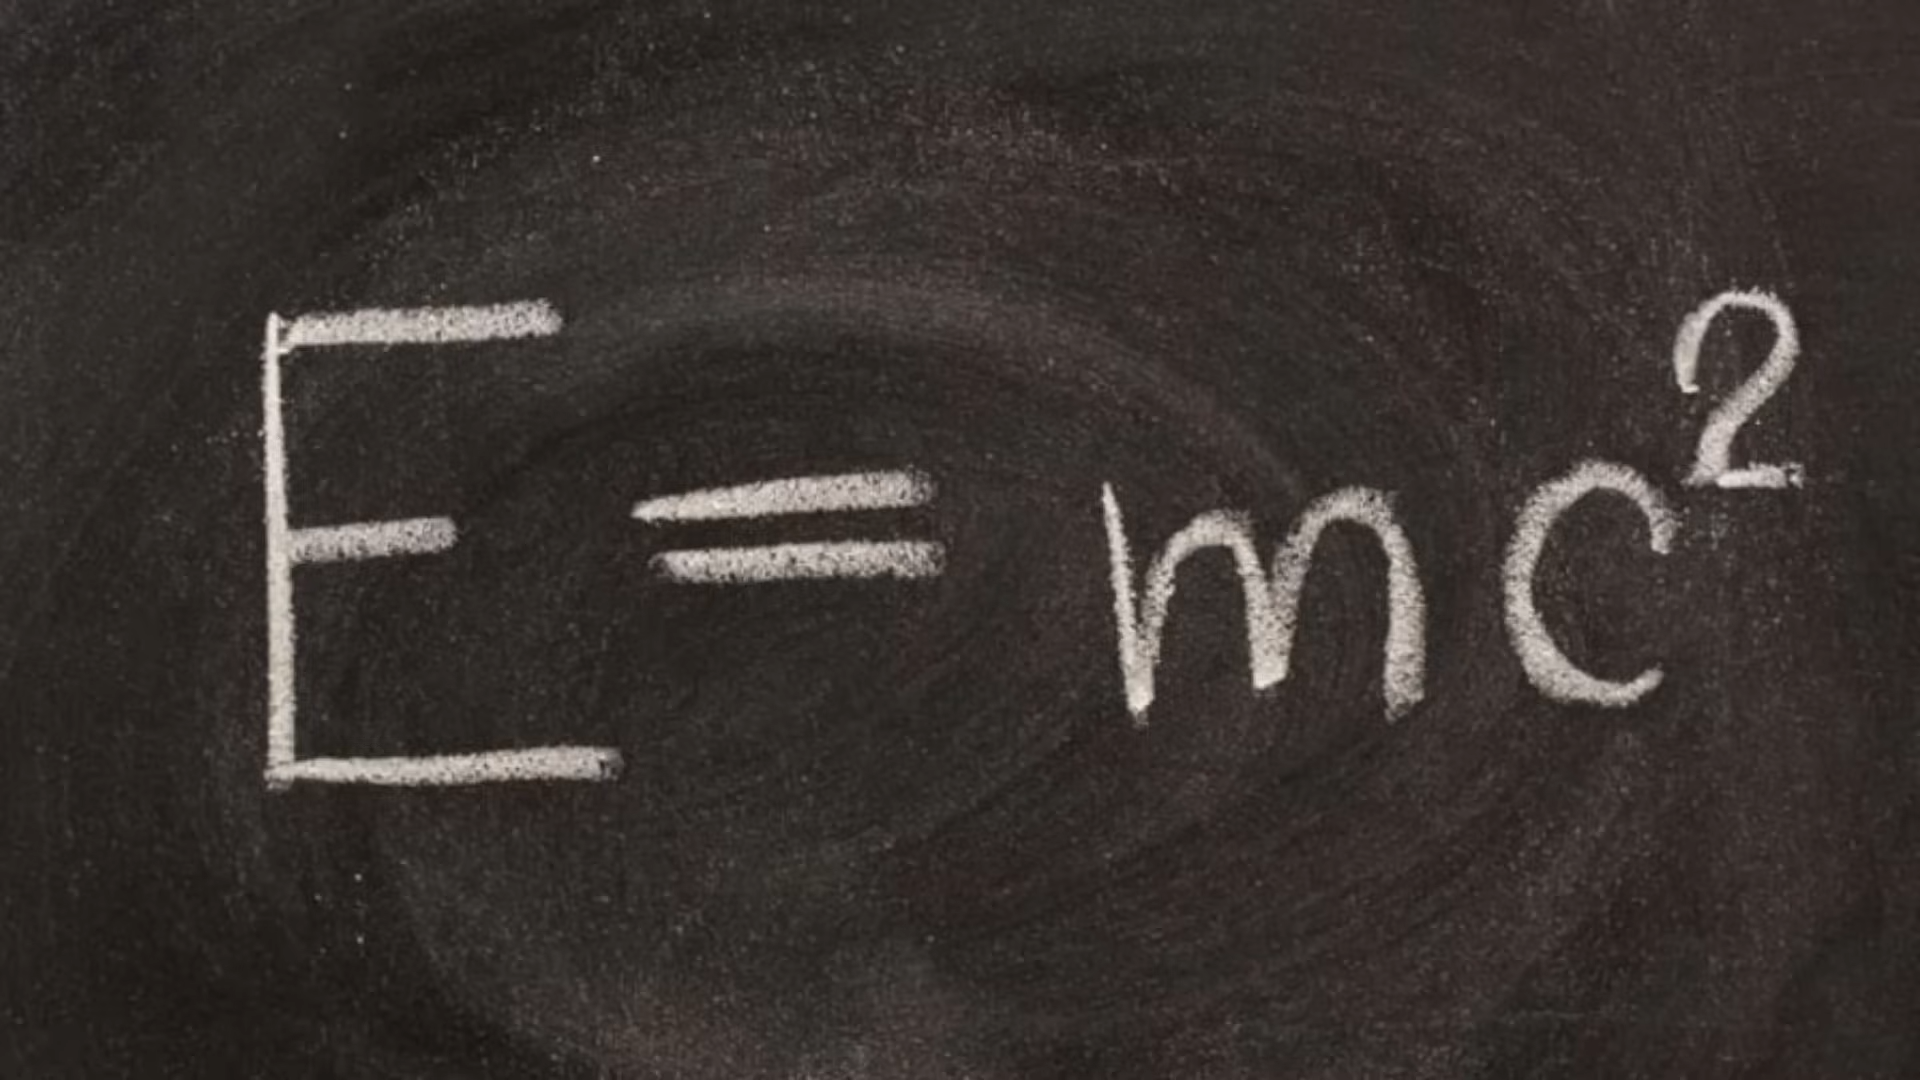 E = mc²